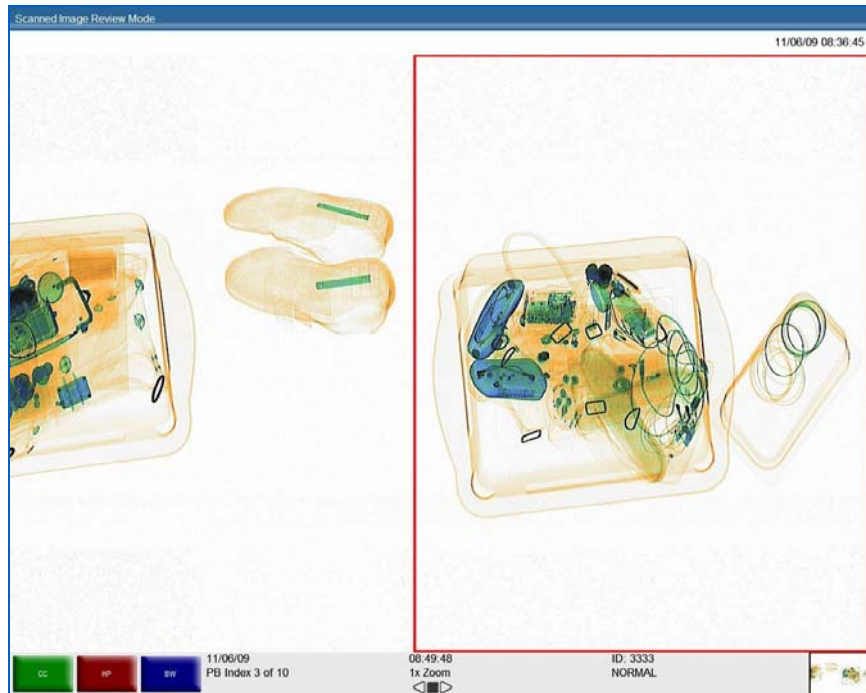 Scanned Image Review Mode
11/06/09 08:36:45
CC
HP
BW
11/06/09
PB Index 3 of 10
08:49:48
1x Zoom
ID: 3333
NORMAL